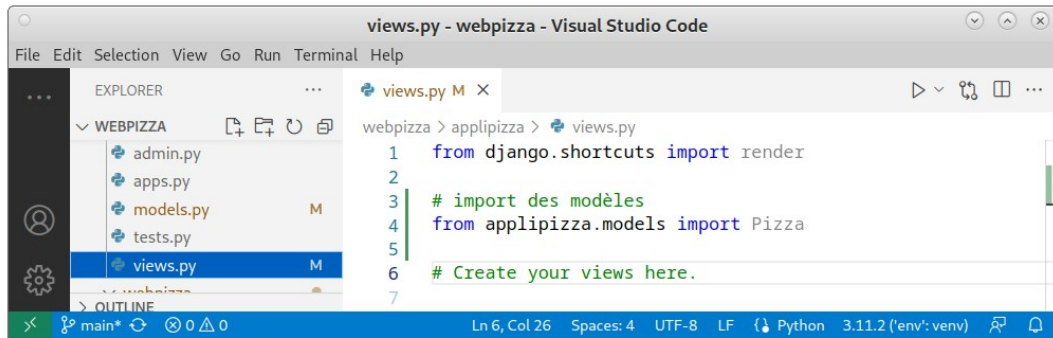 views.py - webpizza - Visual Studio Code
File Edit Selection View Go Run Terminal Help
EXPLORER
WEBPIZZA
admin.py
apps.py
models.py M
tests.py
views.py M
webpizza
OUTLINE
views.py M
webpizza > applipizza > views.py
1 from django.shortcuts import render
2
3 # import des modèles
4 from applipizza.models import Pizza
5
6 # Create your views here.
7
main* 0 0 Ln 6, Col 26 Spaces: 4 UTF-8 LF Python 3.11.2 ('env': venv)